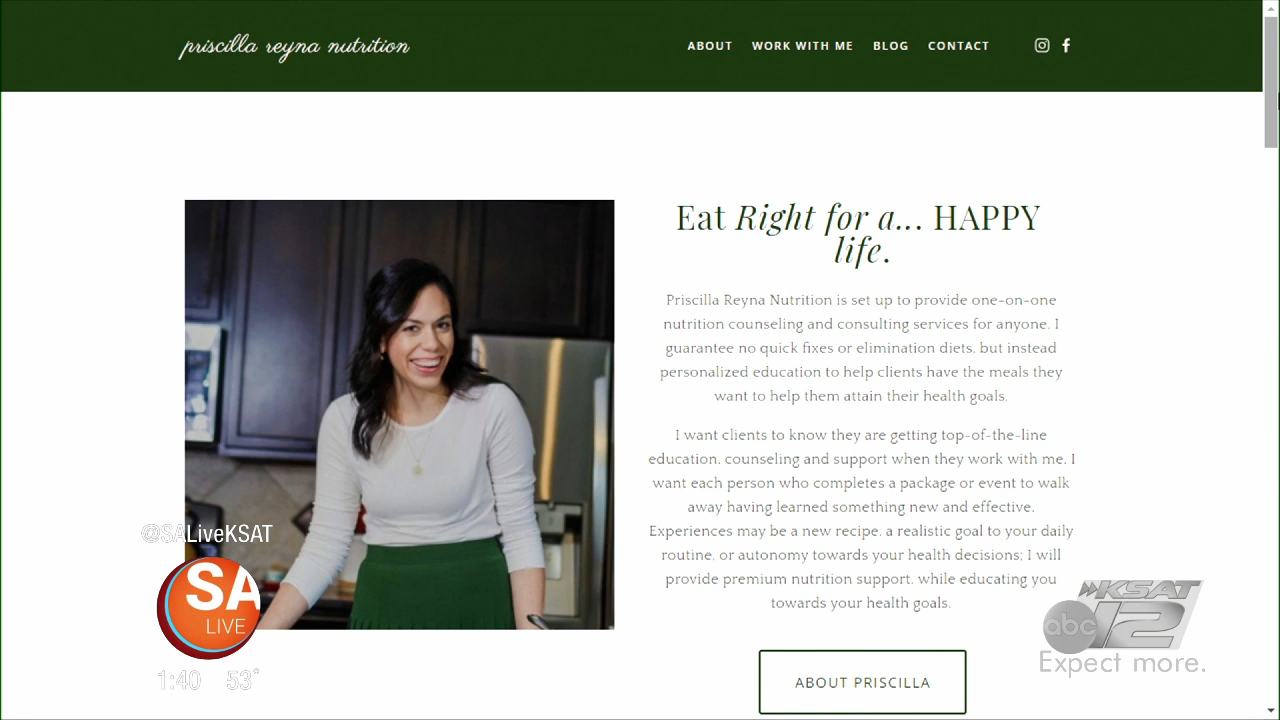 priscilla reyna nutrition
ABOUT WORK WITH ME BLOG CONTACT
Eat Right for a... HAPPY
life.
Priscilla Reyna Nutrition is set up to provide one-on-one
nutrition counseling and consulting services for anyone. I
guarantee no quick fixes or elimination diets, but instead
personalized education to help clients have the meals they
want to help them attain their health goals.
I want clients to know they are getting top-of-the-line
education, counseling and support when they work with me. I
want each person who completes a package or event to walk
away having learned something new and effective.
Experiences may be a new recipe, a realistic goal to your daily
routine, or autonomy towards your health decisions; I will
provide premium nutrition support, while educating you
towards your health goals.
ABOUT PRISCILLA
@SALiveKSAT
SA
LIVE
1:40 53°
KSAT
abc 12
Expect more.